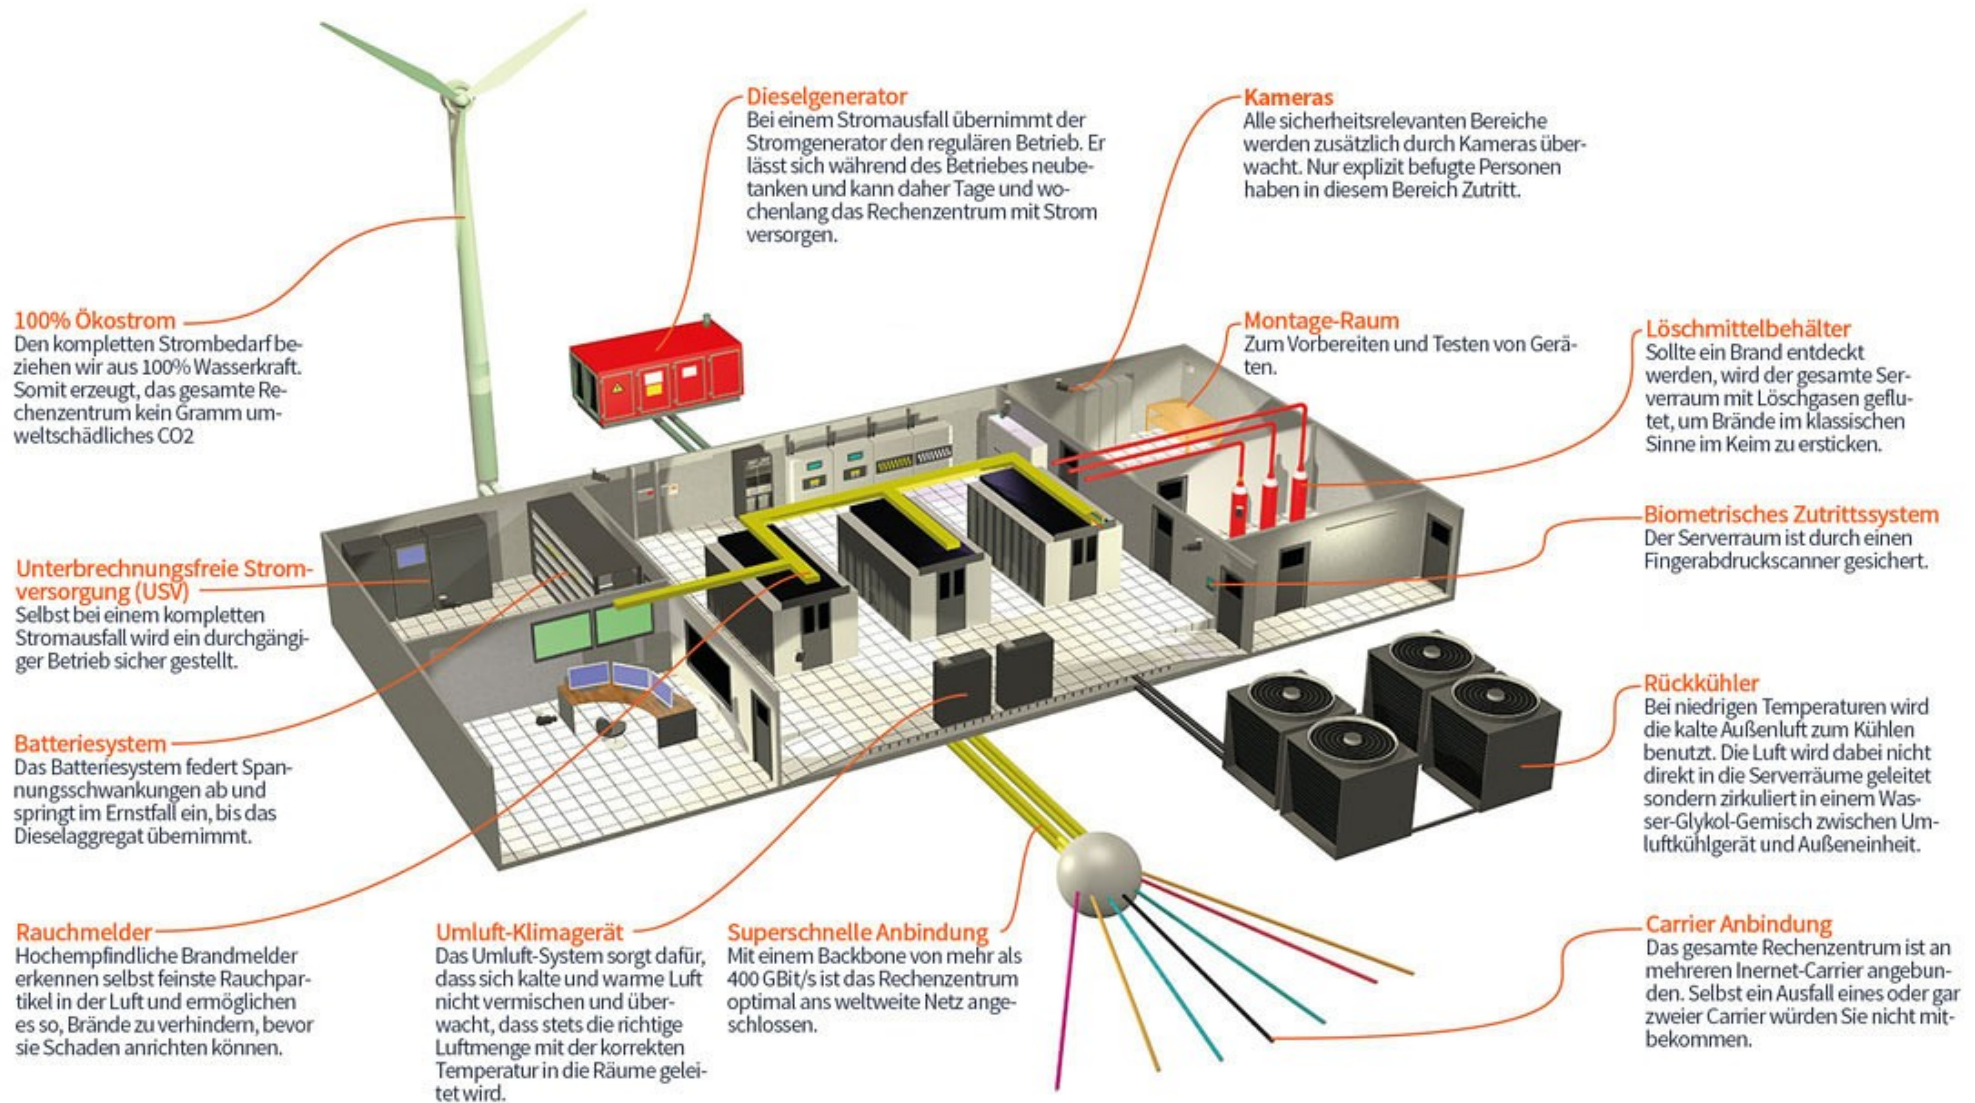 Dieselgenerator
Bei einem Stromausfall übernimmt der
Stromgenerator den regulären Betrieb. Er
lässt sich während des Betriebes neube-
tanken und kann daher Tage und wo-
chenlang das Rechenzentrum mit Strom
versorgen.
Kameras
Alle sicherheitsrelevanten Bereiche
werden zusätzlich durch Kameras über-
wacht. Nur explizit befugte Personen
haben in diesem Bereich Zutritt.
100% Ökostrom
Den kompletten Strombedarf be-
ziehen wir aus 100% Wasserkraft.
Somit erzeugt, das gesamte Re-
chenzentrum kein Gramm um-
weltschädliches CO2
Montage-Raum
Zum Vorbereiten und Testen von Gerä-
ten.
Löschmittelbehälter
Sollte ein Brand entdeckt
werden, wird der gesamte Ser-
verraum mit Löschgasen geflu-
tet, um Brände im klassischen
Sinne im Keim zu ersticken.
Biometrisches Zutrittssystem
Der Serverraum ist durch einen
Fingerabdruckscanner gesichert.
Unterbrechnungsfreie Strom-
versorgung (USV)
Selbst bei einem kompletten
Stromausfall wird ein durchgängi-
ger Betrieb sicher gestellt.
Rückkühler
Bei niedrigen Temperaturen wird
die kalte Außenluft zum Kühlen
benutzt. Die Luft wird dabei nicht
direkt in die Serverräume geleitet
sondern zirkuliert in einem Was-
ser-Glykol-Gemisch zwischen Um-
luftkühlgerät und Außeneinheit.
Batteriesystem
Das Batteriesystem federt Span-
nungsschwankungen ab und
springt im Ernstfall ein, bis das
Dieselaggregat übernimmt.
Rauchmelder
Hochempfindliche Brandmelder
erkennen selbst feinste Rauchpar-
tikel in der Luft und ermöglichen
es so, Brände zu verhindern, bevor
sie Schaden anrichten können.
Umluft-Klimagerät
Das Umluft-System sorgt dafür,
dass sich kalte und warme Luft
nicht vermischen und über-
wacht, dass stets die richtige
Luftmenge mit der korrekten
Temperatur in die Räume gelei-
tet wird.
Superschnelle Anbindung
Mit einem Backbone von mehr als
400 GBit/s ist das Rechenzentrum
optimal ans weltweite Netz ange-
schlossen.
Carrier Anbindung
Das gesamte Rechenzentrum ist an
mehreren Inernet-Carrier angebun-
den. Selbst ein Ausfall eines oder gar
zweier Carrier würden Sie nicht mit-
bekommen.